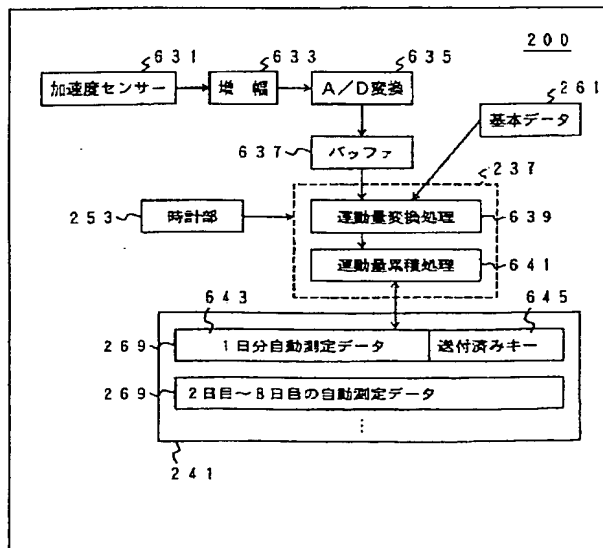 200
631 633 635
加速度センサー 増 幅 A/D変換
261
基本データ
637 バッファ
237
253 時計部 運動量変換処理 639
運動量累積処理 641
643 645
269 1日分自動測定データ 送付済みキー
269 2日目~8日目の自動測定データ
⋮
241